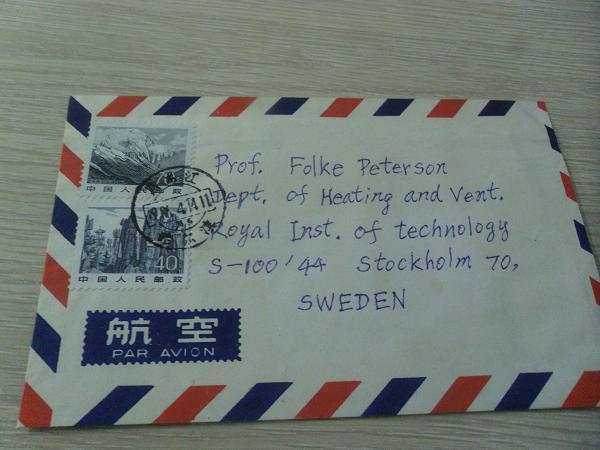 Prof. Folke Peterson
Dept. of Heating and Vent.
Royal Inst. of technology
S-100 '44 Stockholm 70,
SWEDEN
中国人民邮政
40
中国人民邮政
航空
PAR AVION